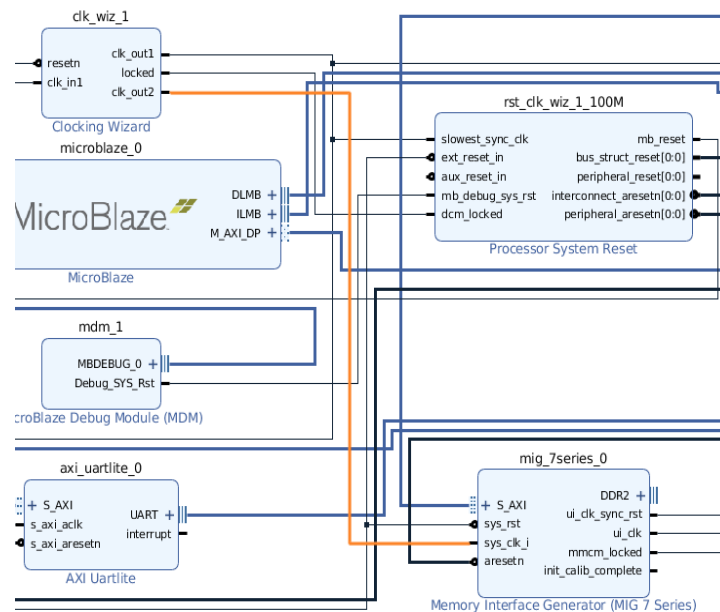 clk_wiz_1
resetn
clk_in1
clk_out1
locked
clk_out2
Clocking Wizard
microblaze_0
MicroBlaze
DLMB
ILMB
M_AXI_DP
MicroBlaze
rst_clk_wiz_1_100M
slowest_sync_clk
ext_reset_in
aux_reset_in
mb_debug_sys_rst
dcm_locked
mb_reset
bus_struct_reset[0:0]
peripheral_reset[0:0]
interconnect_aresetn[0:0]
peripheral_aresetn[0:0]
Processor System Reset
mdm_1
MBDEBUG_0
Debug_SYS_Rst
croBlaze Debug Module (MDM)
axi_uartlite_0
S_AXI
s_axi_aclk
s_axi_aresetn
UART
interrupt
AXI Uartlite
mig_7series_0
S_AXI
sys_rst
sys_clk_i
aresetn
DDR2
ui_clk_sync_rst
ui_clk
mmcm_locked
init_calib_complete
Memory Interface Generator (MIG 7 Series)